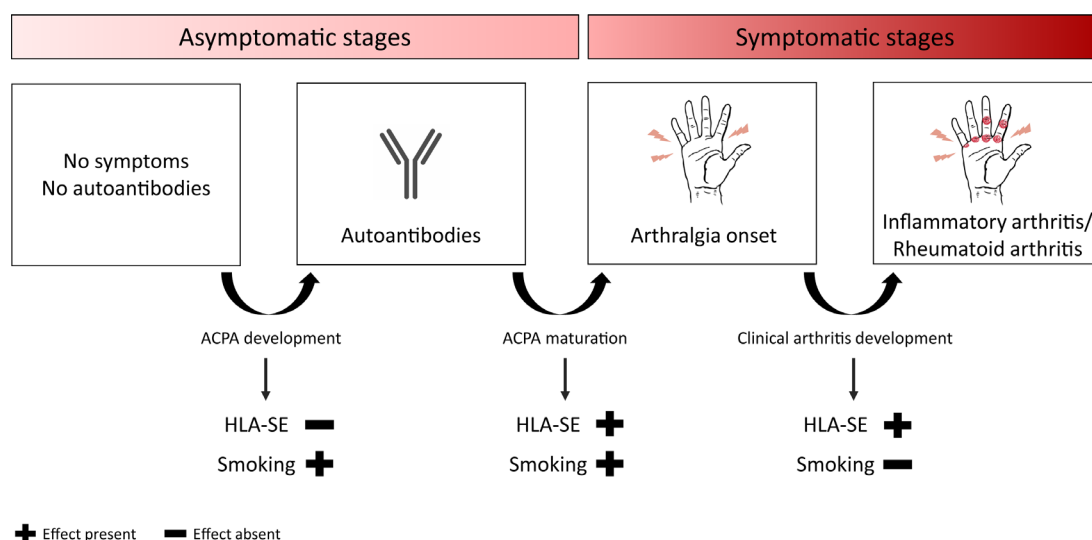 Asymptomatic stages
Symptomatic stages
No symptoms
No autoantibodies
Autoantibodies
Arthralgia onset
Inflammatory arthritis/
Rheumatoid arthritis
ACPA development
ACPA maturation
Clinical arthritis development
HLA-SE
HLA-SE
HLA-SE
Smoking
Smoking
Smoking
Effect present
Effect absent